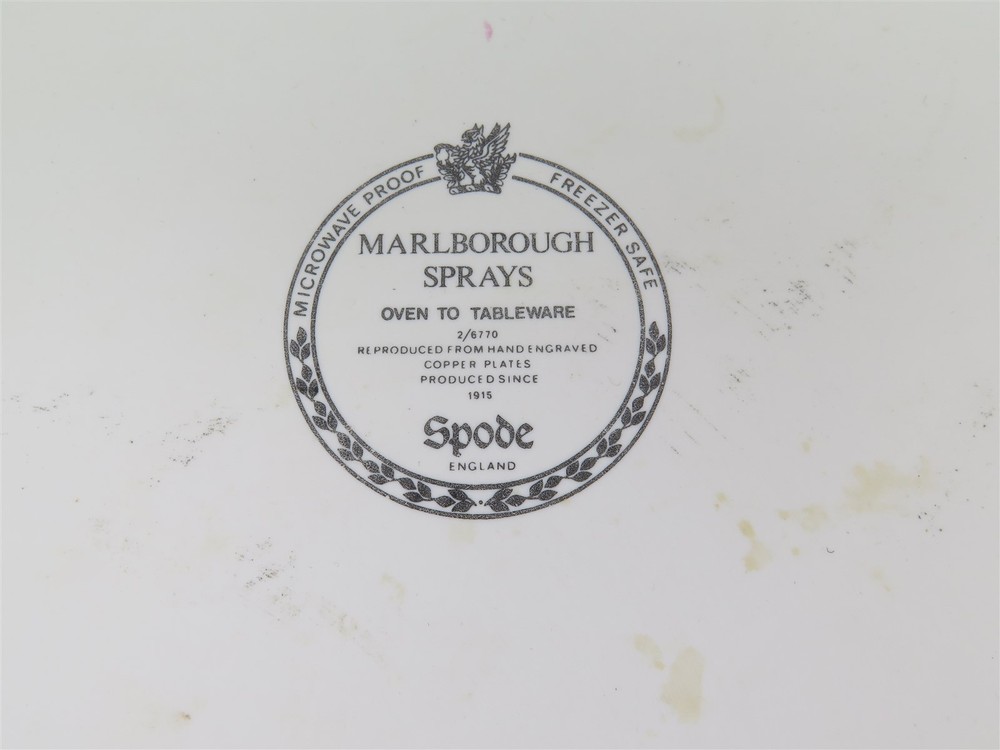 MICROWAVE PROOF
FREEZER SAFE
MARLBOROUGH
SPRAYS
OVEN TO TABLEWARE
2/6770
REPRODUCED FROM HAND ENGRAVED
COPPER PLATES
PRODUCED SINCE
1915
Spode
ENGLAND